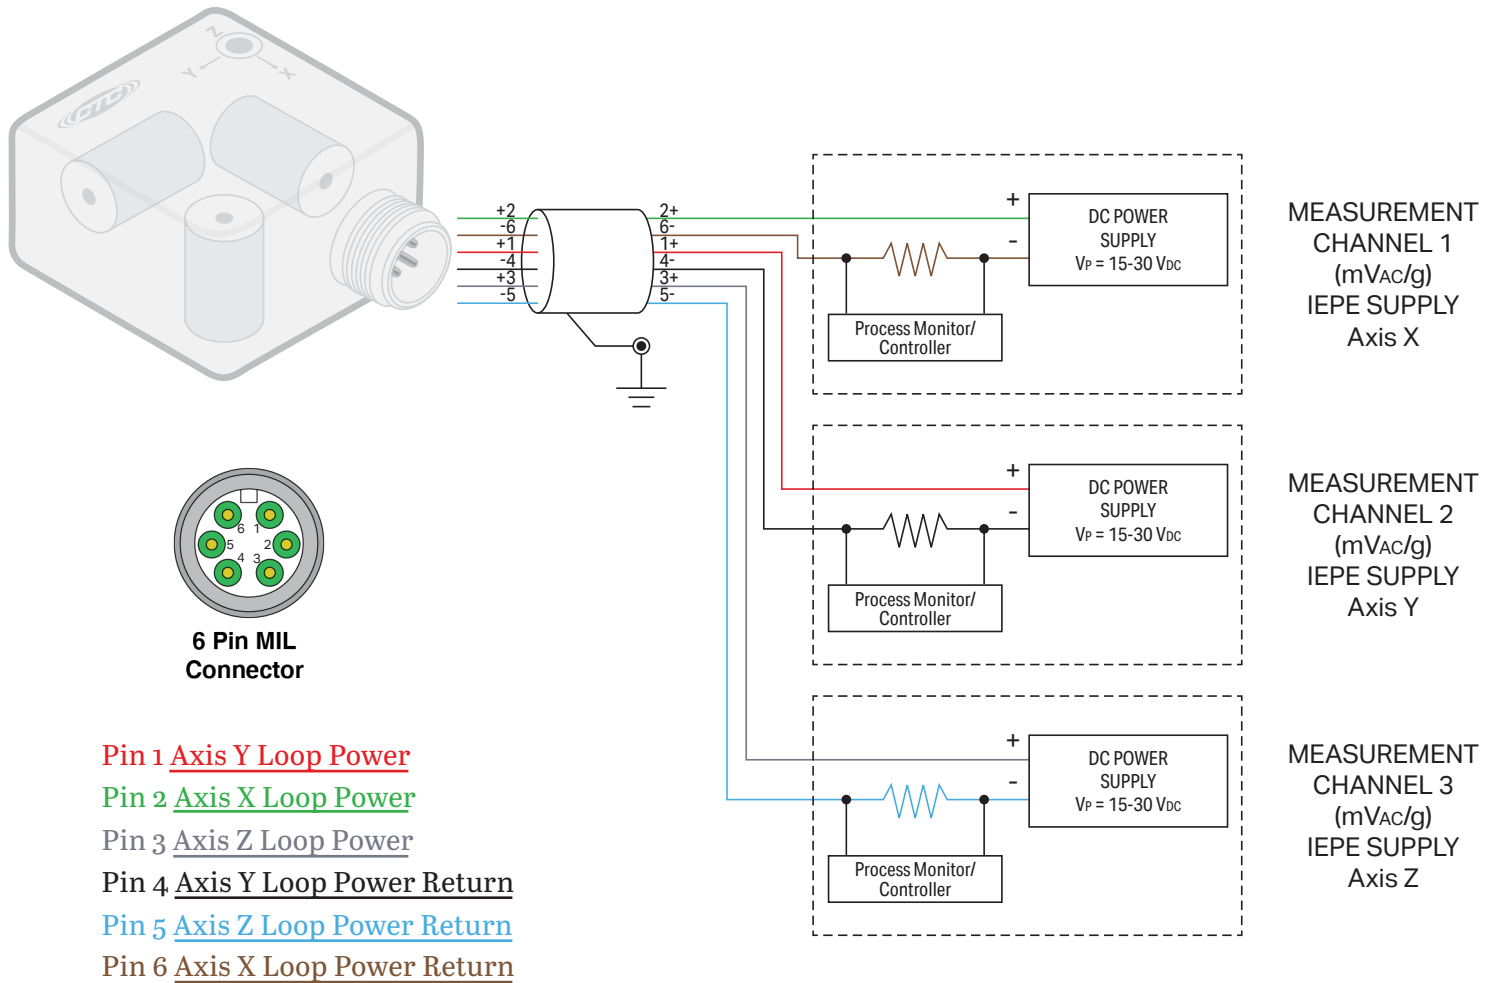 Z
Y
X
CTC
+2
-6
+1
-4
+3
-5
2+
6-
1+
4-
3+
5-
+
-
DC POWER
SUPPLY
VP = 15-30 VDC
Process Monitor/
Controller
MEASUREMENT
CHANNEL 1
(mVAC/g)
IEPE SUPPLY
Axis X
+
-
DC POWER
SUPPLY
VP = 15-30 VDC
Process Monitor/
Controller
MEASUREMENT
CHANNEL 2
(mVAC/g)
IEPE SUPPLY
Axis Y
+
-
DC POWER
SUPPLY
VP = 15-30 VDC
Process Monitor/
Controller
MEASUREMENT
CHANNEL 3
(mVAC/g)
IEPE SUPPLY
Axis Z
6 1
5 2
4 3
6 Pin MIL
Connector
Pin 1 Axis Y Loop Power
Pin 2 Axis X Loop Power
Pin 3 Axis Z Loop Power
Pin 4 Axis Y Loop Power Return
Pin 5 Axis Z Loop Power Return
Pin 6 Axis X Loop Power Return